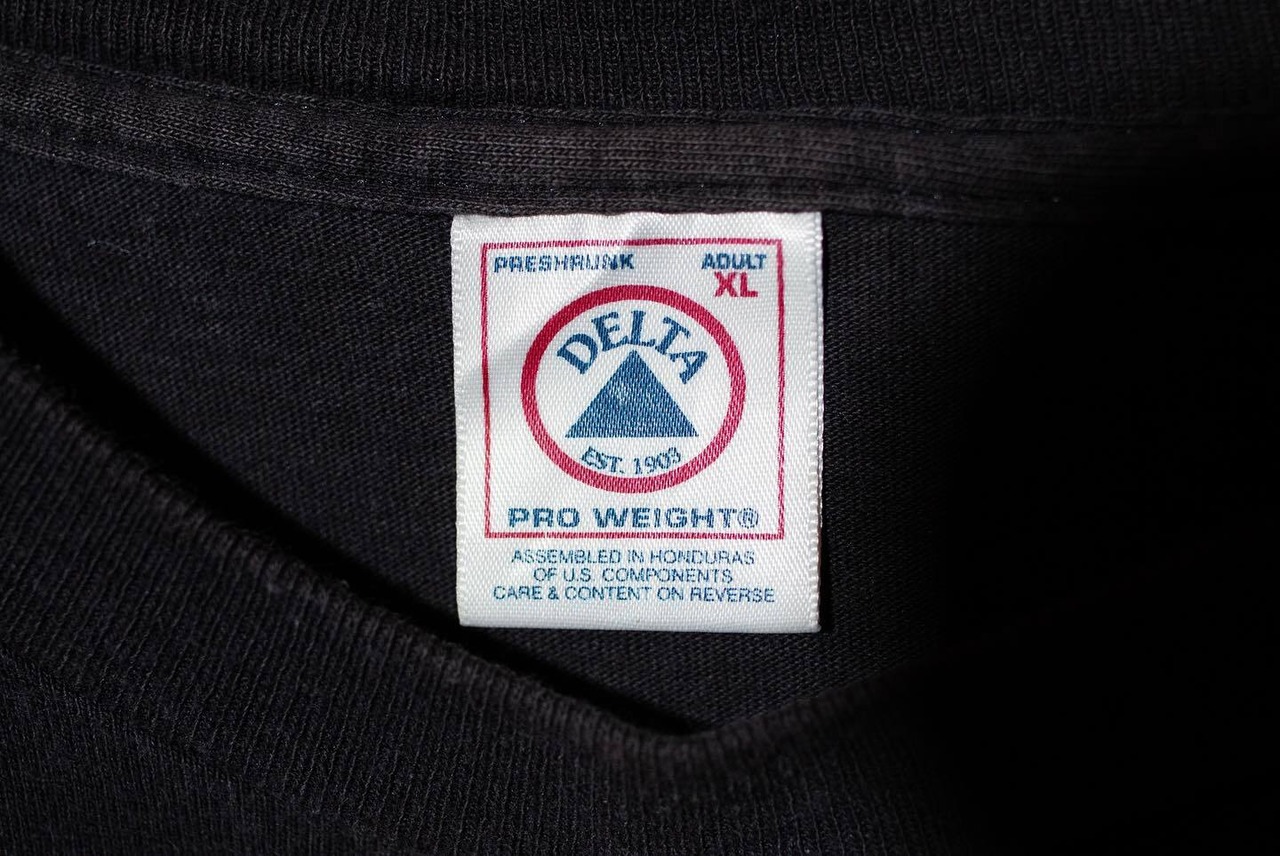 PRESHRUNK ADULT
XL
DELTA
EST. 1903
PRO WEIGHT®
ASSEMBLED IN HONDURAS
OF U.S. COMPONENTS
CARE & CONTENT ON REVERSE